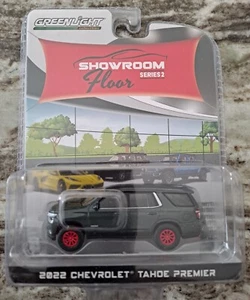 GREENLIGHT
SHOWROOM
Floor
SERIES 2
2022 CHEVROLET TAHOE PREMIER